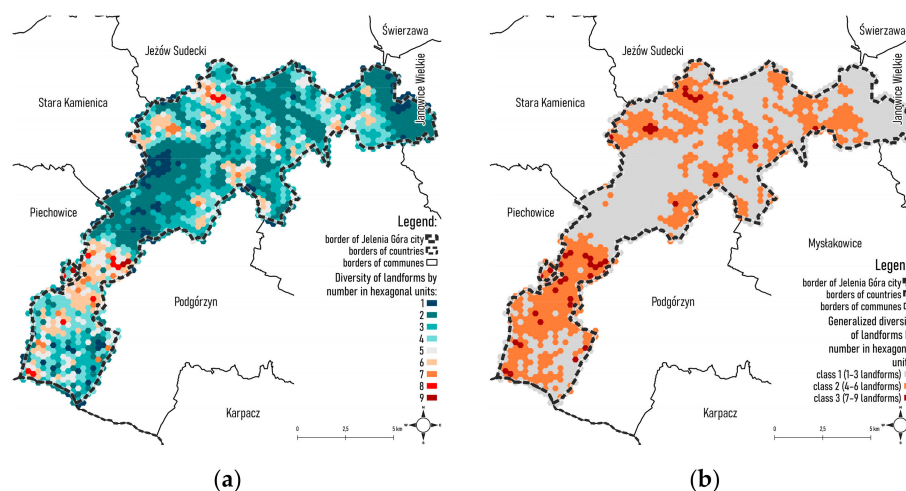 Świerzawa
Jeżów Sudecki
Janowice Wielkie
Stara Kamienica
Piechowice
Legend:
border of Jelenia Góra city
borders of countries
borders of communes
Diversity of landforms by
number in hexagonal units:
1
2
3
4
5
6
7
8
9
Podgórzyn
Karpacz
0
2,5
5 km
(a)
Świerzawa
Jeżów Sudecki
Janowice Wielkie
Stara Kamienica
Piechowice
Mysłakowice
Legen
border of Jelenia Góra city
borders of countries
borders of communes
Generalized diversi
of landforms b
number in hexago
unit
class 1 (1-3 landforms)
class 2 (4-6 landforms)
class 3 (7-9 landforms)
Podgórzyn
Karpacz
0
2,5
5 km
(b)